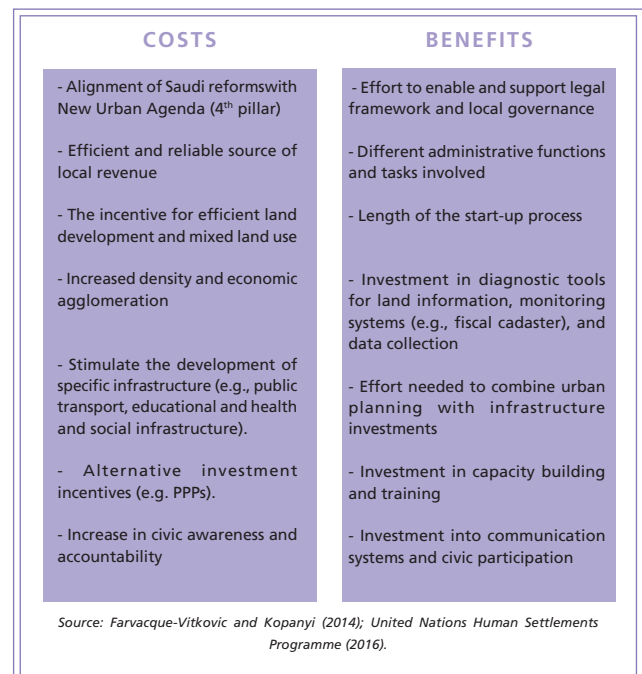 COSTS
- Alignment of Saudi reformswith
New Urban Agenda (4th pillar)
- Efficient and reliable source of
local revenue
- The incentive for efficient land
development and mixed land use
- Increased density and economic
agglomeration
- Stimulate the development of
specific infrastructure (e.g., public
transport, educational and health
and social infrastructure).
- Alternative investment
incentives (e.g. PPPs).
- Increase in civic awareness and
accountability
BENEFITS
- Effort to enable and support legal
framework and local governance
- Different administrative functions
and tasks involved
- Length of the start-up process
- Investment in diagnostic tools
for land information, monitoring
systems (e.g., fiscal cadaster), and
data collection
- Effort needed to combine urban
planning with infrastructure
investments
- Investment in capacity building
and training
- Investment into communication
systems and civic participation
Source: Farvacque-Vitkovic and Kopanyi (2014); United Nations Human Settlements
Programme (2016).